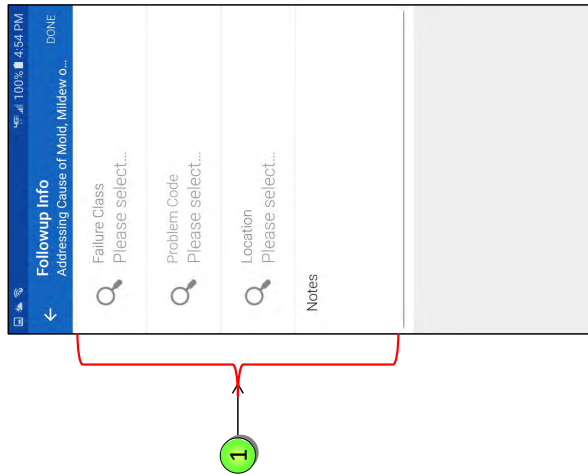 4G 100% 4:54 PM
Followup Info
DONE
Addressing Cause of Mold, Mildew o...
Failure Class
Please select...
Problem Code
Please select...
Location
Please select...
Notes
1